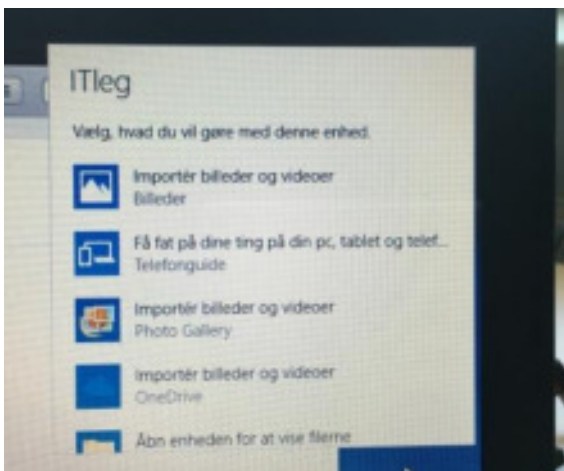 ITleg
Vælg, hvad du vil gøre med denne enhed.
Importér billeder og videoer
Billeder
Få fat på dine ting på din pc, tablet og telef...
Telefonguide
Importér billeder og videoer
Photo Gallery
Importér billeder og videoer
OneDrive
Åbn enheden for at vise filerne